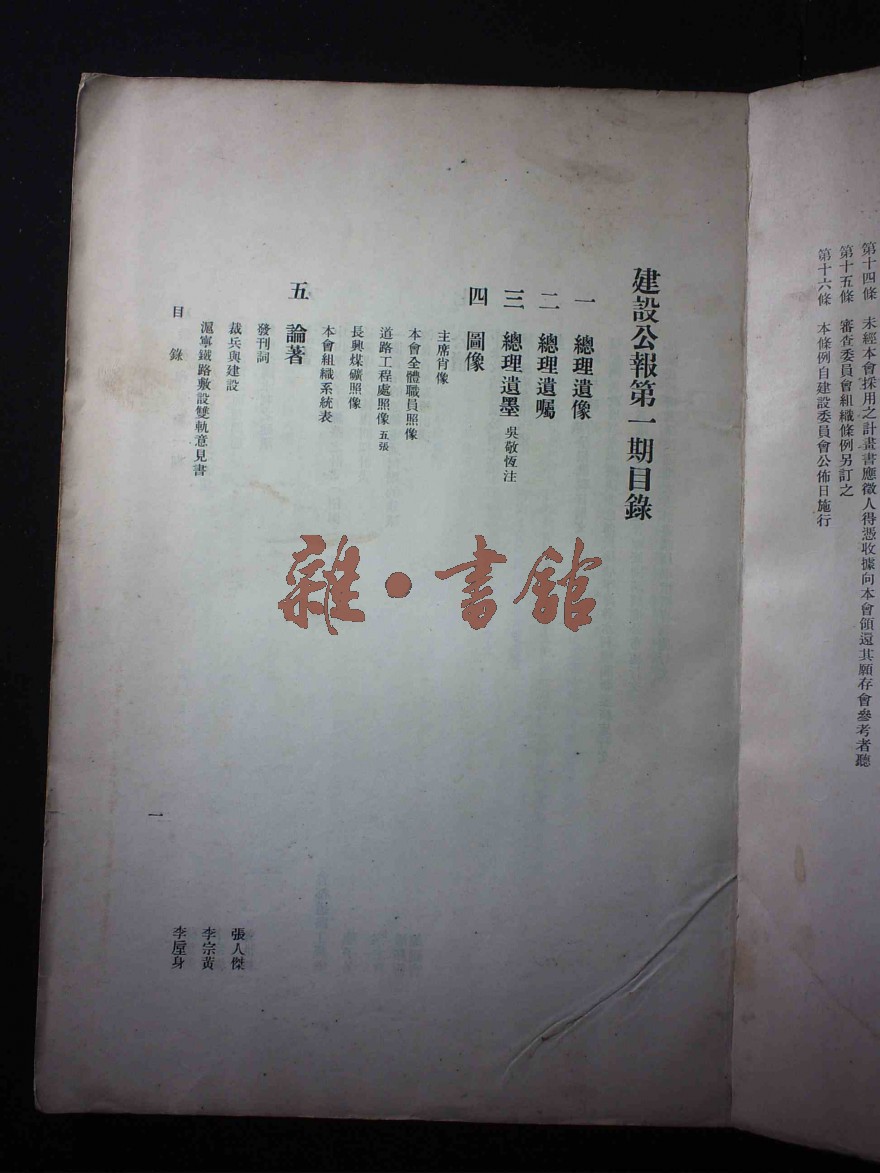 第十四條　未經本會採用之計畫書應徵人得憑收據向本會領還其願存會參考者聽
第十五條　審查委員會組織條例另訂之
第十六條　本條例自建設委員會公佈日施行
建設公報第一期目錄
一　總理遺像
二　總理遺囑
三　總理遺墨　吳敬恆注
四　圖像
主席肖像
本會全體職員照像
道路工程處照像　五張
長興煤礦照像
本會組織系統表
五　論著
發刊詞　張人傑
裁兵與建設　李宗黃
滬寧鐵路敷設雙軌意見書　李垕身
目錄　一
雜·書館